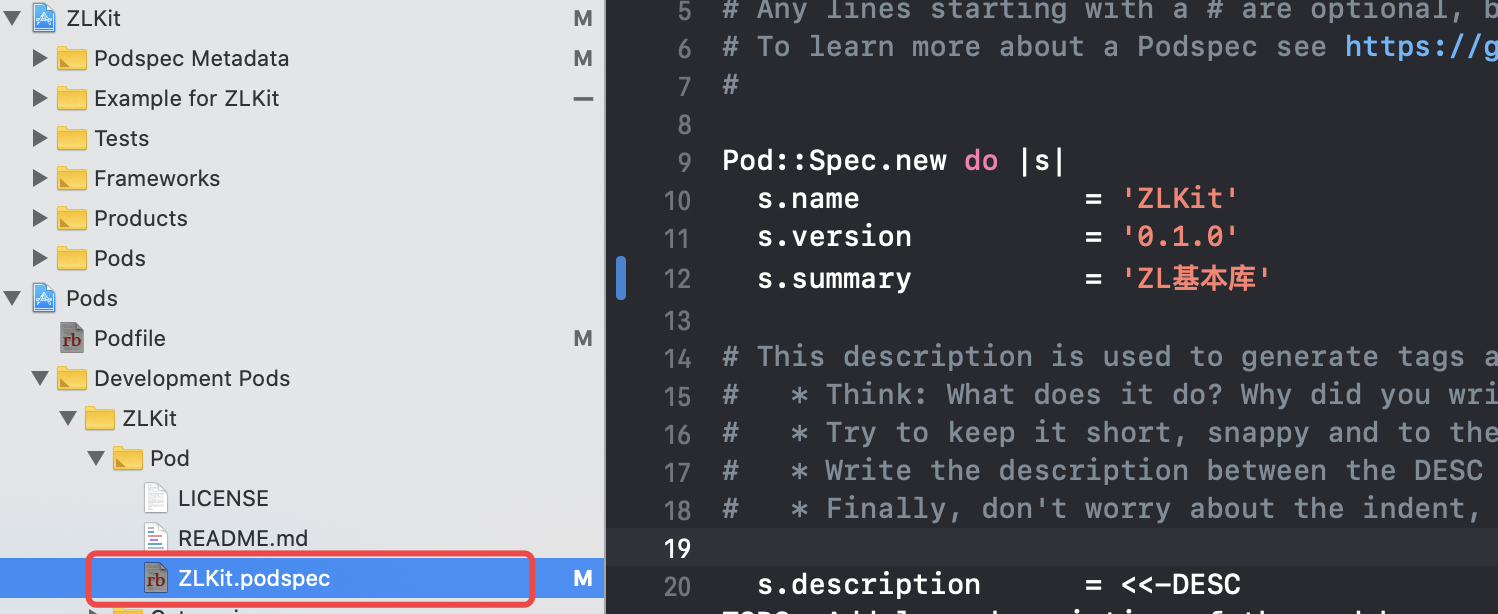 ZLKit M
Podspec Metadata M
Example for ZLKit —
Tests
Frameworks
Products
Pods
Pods
Podfile M
Development Pods
ZLKit
Pod
LICENSE
README.md
ZLKit.podspec M
5 # Any lines starting with a # are optional,
6 # To learn more about a Podspec see https://g
7 #
8
9 Pod::Spec.new do |s|
10 s.name = 'ZLKit'
11 s.version = '0.1.0'
12 s.summary = 'ZL基本库'
13
14 # This description is used to generate tags a
15 # * Think: What does it do? Why did you wri
16 # * Try to keep it short, snappy and to the
17 # * Write the description between the DESC
18 # * Finally, don't worry about the indent,
19
20 s.description = <<-DESC